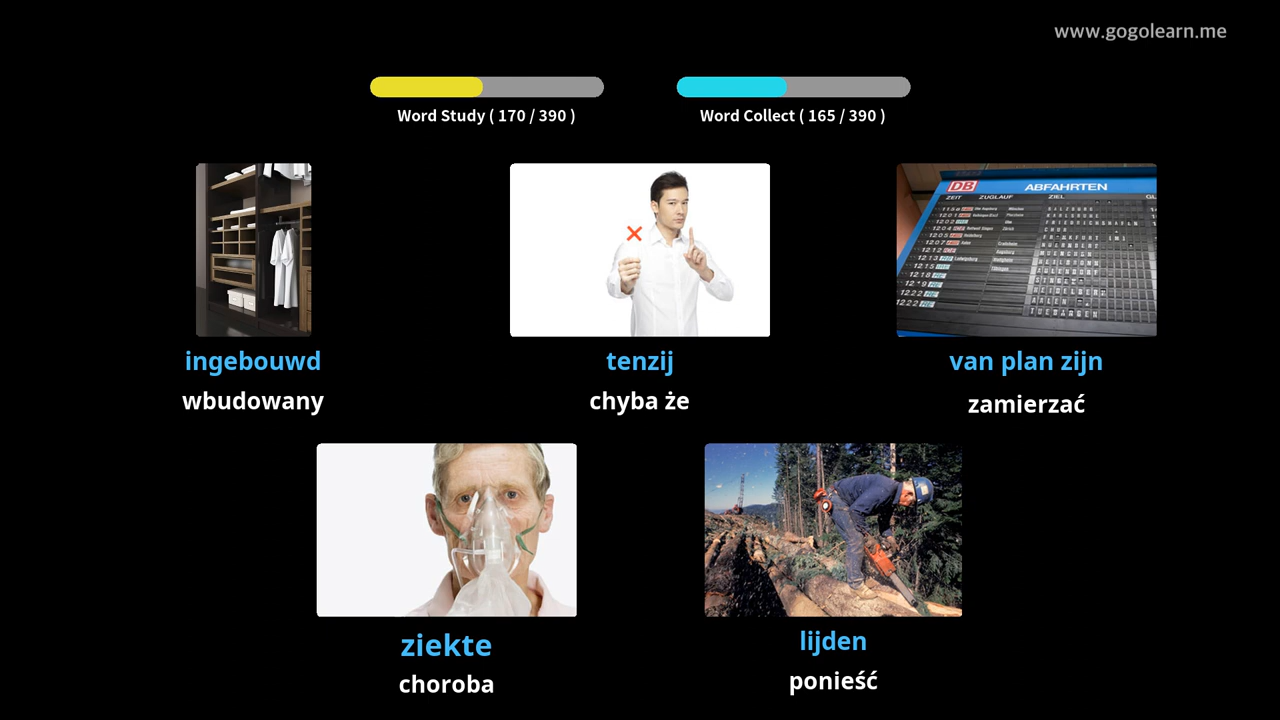 www.gogolearn.me
Word Study ( 170 / 390 )
Word Collect ( 165 / 390 )
DB ABFAHRTEN
ZEIT ZUGLAUF ZIEL
ingebouwd
wbudowany
tenzij
chyba że
van plan zijn
zamierzać
ziekte
choroba
lijden
ponieść